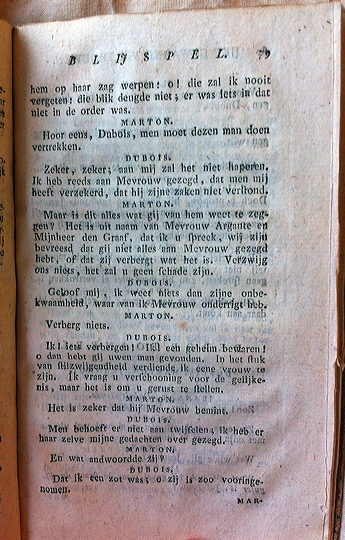 BLIJSPEL. 79
hem op haar zag werpen: o! die zal ik nooit
vergeten: die blik deugde niet; er was iets in dat
niet in de order was.
MARTON.
Hoor eens, Dubois, men moet dezen man doen
vertrekken.
DUBOIS.
Zeker, zeker; aan mij zal het niet haperen.
Ik heb reeds aan Mevrouw gezegd, dat men mij
heeft verzekerd, dat hij zijne zaken niet verſtond.
MARTON.
Maar is dit alles wat gij van hem weet te zeg-
gen? Het is uit naam van Mevrouw Argante en
Mijnheer den Graaf, dat ik u ſpreek, wij zijn
bevreesd dat gij niet alles aan Mevrouw gezegd
hebt, of dat zij verbergt wat het is. Verzwijg
ons niets, het zal u geen ſchade zijn.
DUBOIS.
Geloof mij, ik weet niets dan zijne onbe-
kwaamheid, waar van ik Mevrouw onderrigt heb.
MARTON.
Verberg niets.
DUBOIS.
Ik! iets verbergen! Ik! een geheim bewaren!
o dan hebt gij uwen man gevonden. In het ſtuk
van ſtilzwijgendheid verdiende ik eene vrouw te
zijn. Ik vraag u verſchooning voor de gelijke-
nis, maar het is om u gerust te ſtellen.
MARTON.
Het is zeker dat hij Mevrouw bemint.
DUBOIS.
Men behoeft er niet aan twijfelen; ik heb er
haar zelve mijne gedachten over gezegd.
MARTON.
En wat andwoordde zij?
DUBOIS.
Dat ik een zot was; o zij is zoo vooringe-
nomen.
MAR-